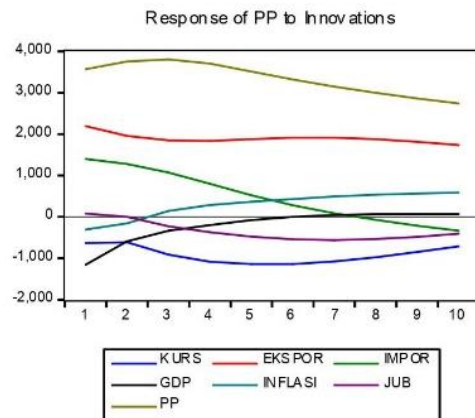 Response of PP to Innovations
4,000
3,000
2,000
1,000
0
-1,000
-2,000
1 2 3 4 5 6 7 8 9 10
KURS EKSPOR IMPOR
GDP INFLASI JUB
PP